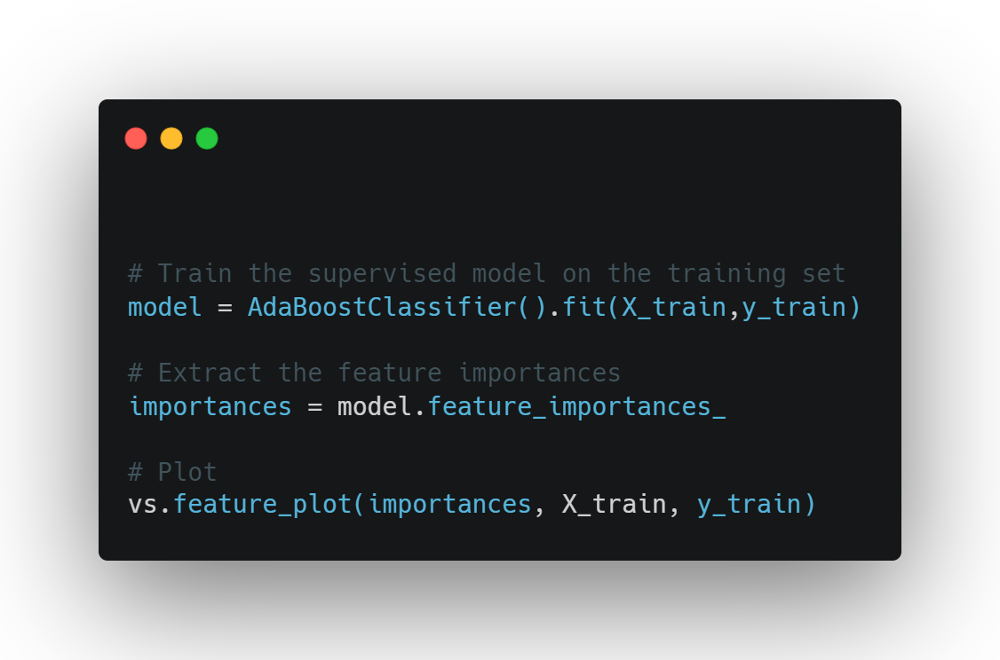 # Train the supervised model on the training set
model = AdaBoostClassifier().fit(X_train,y_train)
# Extract the feature importances
importances = model.feature_importances_
# Plot
vs.feature_plot(importances, X_train, y_train)